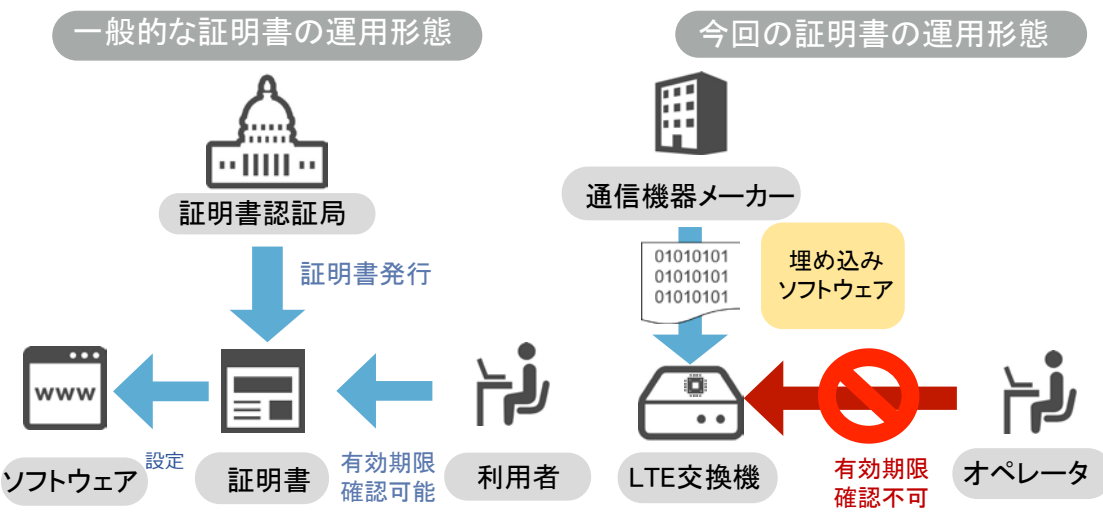 一般的な証明書の運用形態
証明書認証局
証明書発行
www
設定
有効期限
確認可能
ソフトウェア
証明書
利用者
今回の証明書の運用形態
通信機器メーカー
01010101
01010101
01010101
埋め込み
ソフトウェア
有効期限
確認不可
LTE交換機
オペレータ